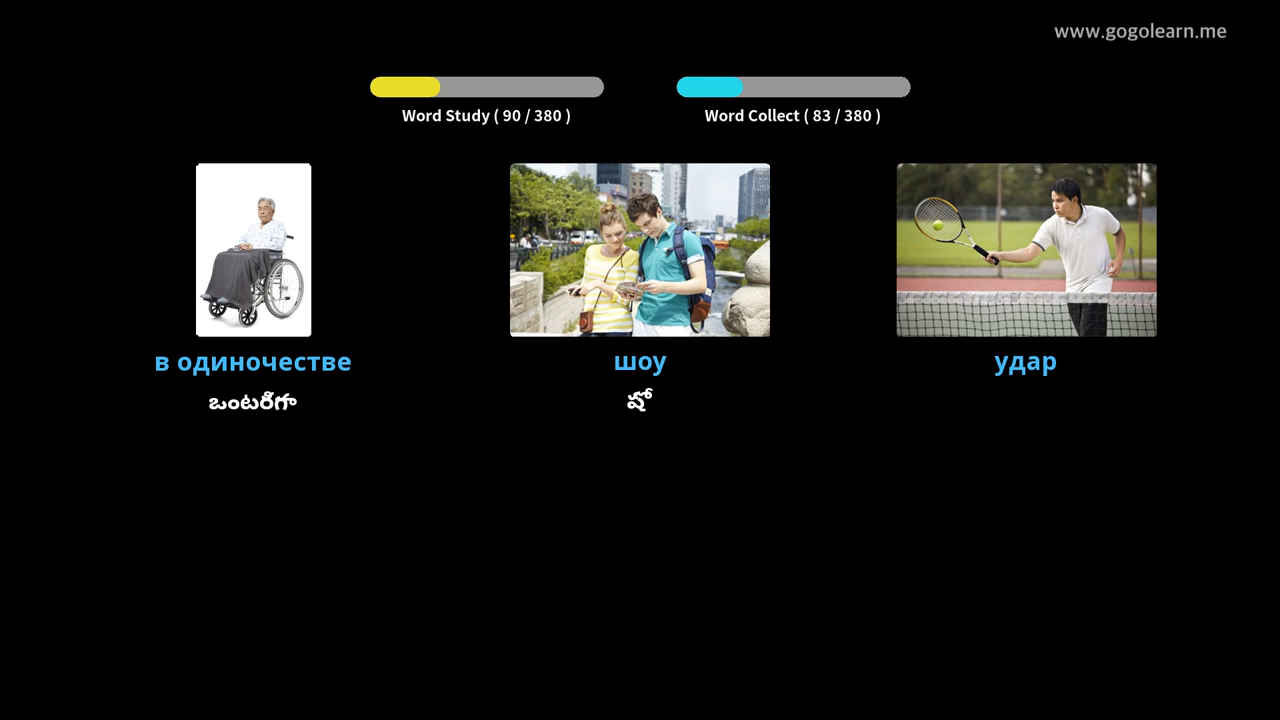 www.gogolearn.me
Word Study ( 90 / 380 )
Word Collect ( 83 / 380 )
в одиночестве
шоу
удар
ఒంటరిగా
షో